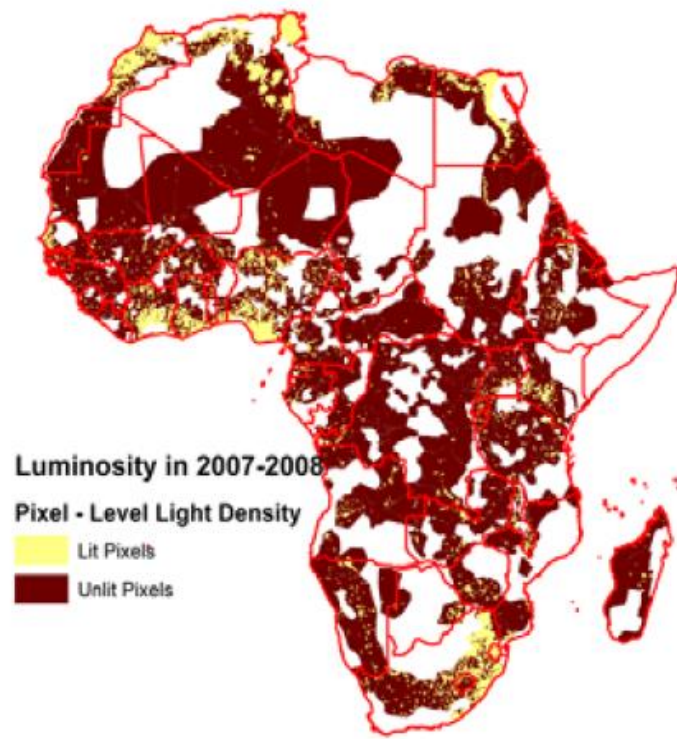 Luminosity in 2007-2008
Pixel - Level Light Density
Lit Pixels
Unlit Pixels